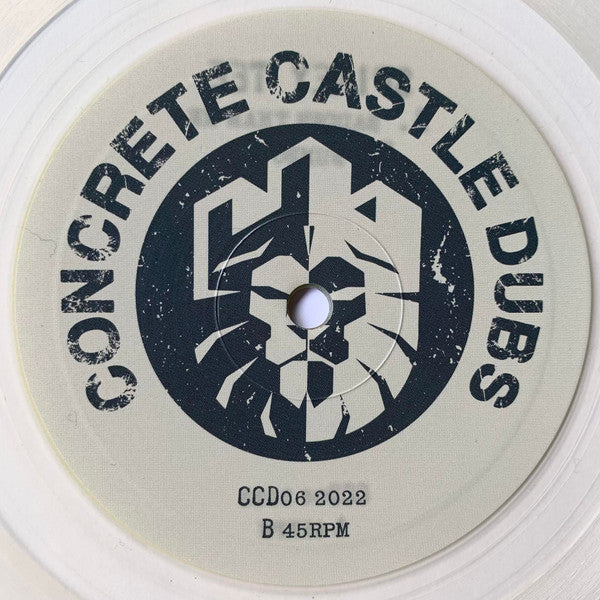 CONCRETE CASTLE DUBS
CCD06 2022
B 45RPM